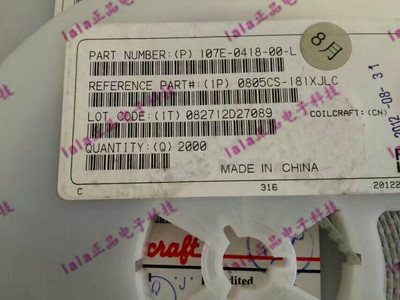 PART NUMBER:(P) 107E-0418-00-L
8月
REFERENCE PART#:(1P) 0805CS-181XJLC
LOT CODE:(1T) 082712D27089
COILCRAFT:(CN)
2012-08-31
QUANTITY:(Q) 2000
MADE IN CHINA
C
316
20122
craft
lala正品电子科技
lala正品电子科技
lala正品电子科技
lala正品电子科技